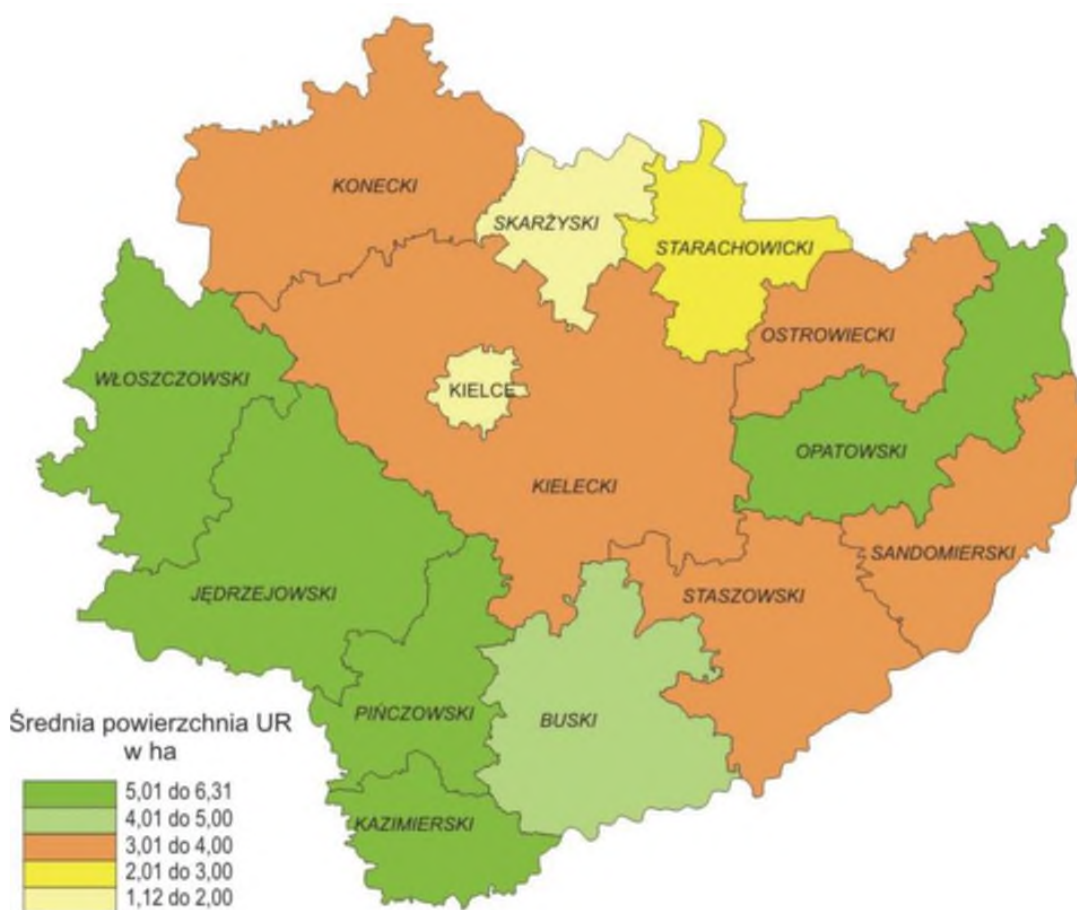 KONECKI
SKARŻYSKI
STARACHOWICKI
OSTROWIECKI
WŁOSZCZOWSKI
KIELCE
OPATOWSKI
KIELECKI
SANDOMIERSKI
JĘDRZEJOWSKI
STASZOWSKI
PIŃCZOWSKI
BUSKI
KAZIMIERSKI
Średnia powierzchnia UR
w ha
5,01 do 6,31
4,01 do 5,00
3,01 do 4,00
2,01 do 3,00
1,12 do 2,00